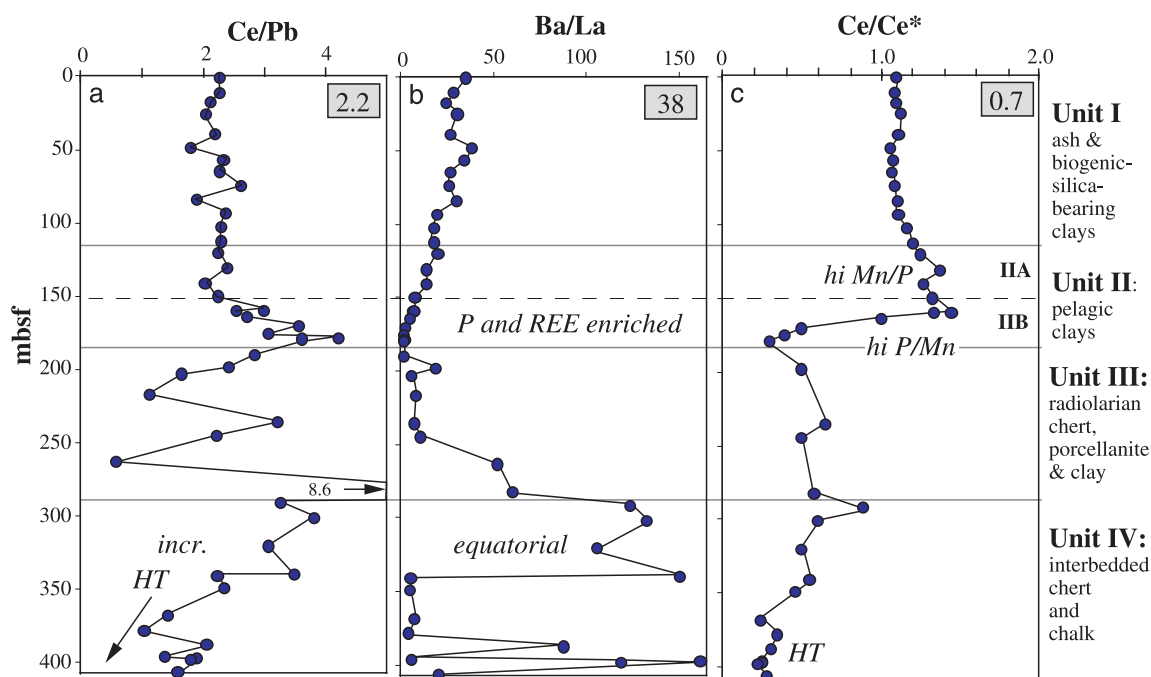 Ce/Pb
Ba/La
Ce/Ce*
0 2 4
0 50 100 150
0 1.0 2.0
mbsf
0
50
100
150
200
250
300
350
400
a
2.2
8.6
incr.
HT
b
38
P and REE enriched
equatorial
c
0.7
hi Mn/P
IIA
IIB
hi P/Mn
HT
Unit I
ash &
biogenic-
silica-
bearing
clays
Unit II:
pelagic
clays
Unit III:
radiolarian
chert,
porcellanite
& clay
Unit IV:
interbedded
chert
and
chalk